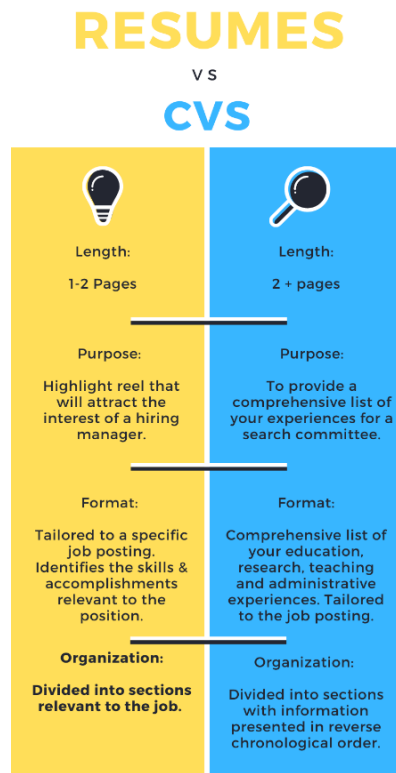 RESUMES
VS
CVS
Length:
1-2 Pages
Purpose:
Highlight reel that
will attract the
interest of a hiring
manager.
Format:
Tailored to a specific
job posting.
Identifies the skills &
accomplishments
relevant to the
position.
Organization:
Divided into sections
relevant to the job.
Length:
2 + pages
Purpose:
To provide a
comprehensive list of
your experiences for a
search committee.
Format:
Comprehensive list of
your education,
research, teaching
and administrative
experiences. Tailored
to the job posting.
Organization:
Divided into sections
with information
presented in reverse
chronological order.